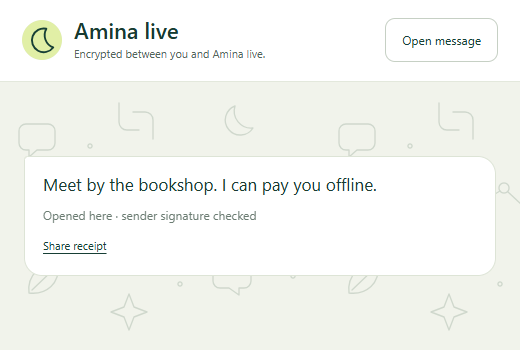 Amina live
Encrypted between you and Amina live.
Open message
Meet by the bookshop. I can pay you offline.
Opened here · sender signature checked
Share receipt